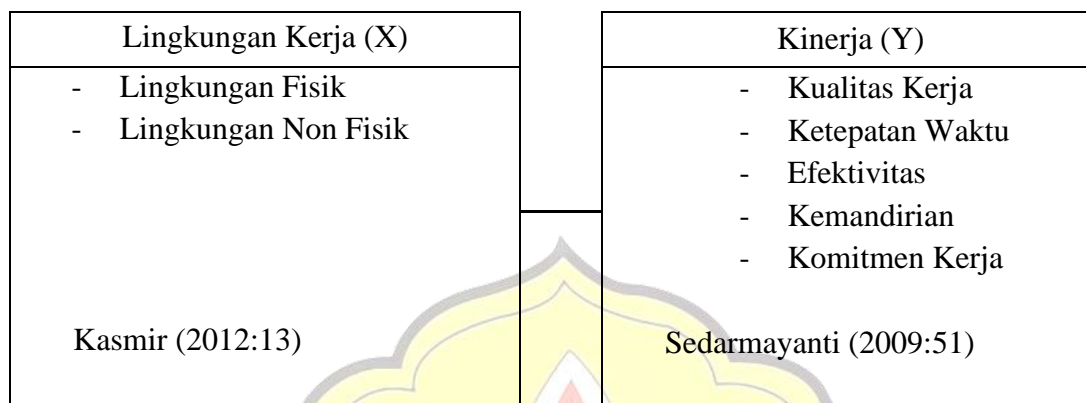 Lingkungan Kerja (X)
- Lingkungan Fisik
- Lingkungan Non Fisik
Kasmir (2012:13)
Kinerja (Y)
- Kualitas Kerja
- Ketepatan Waktu
- Efektivitas
- Kemandirian
- Komitmen Kerja
Sedarmayanti (2009:51)